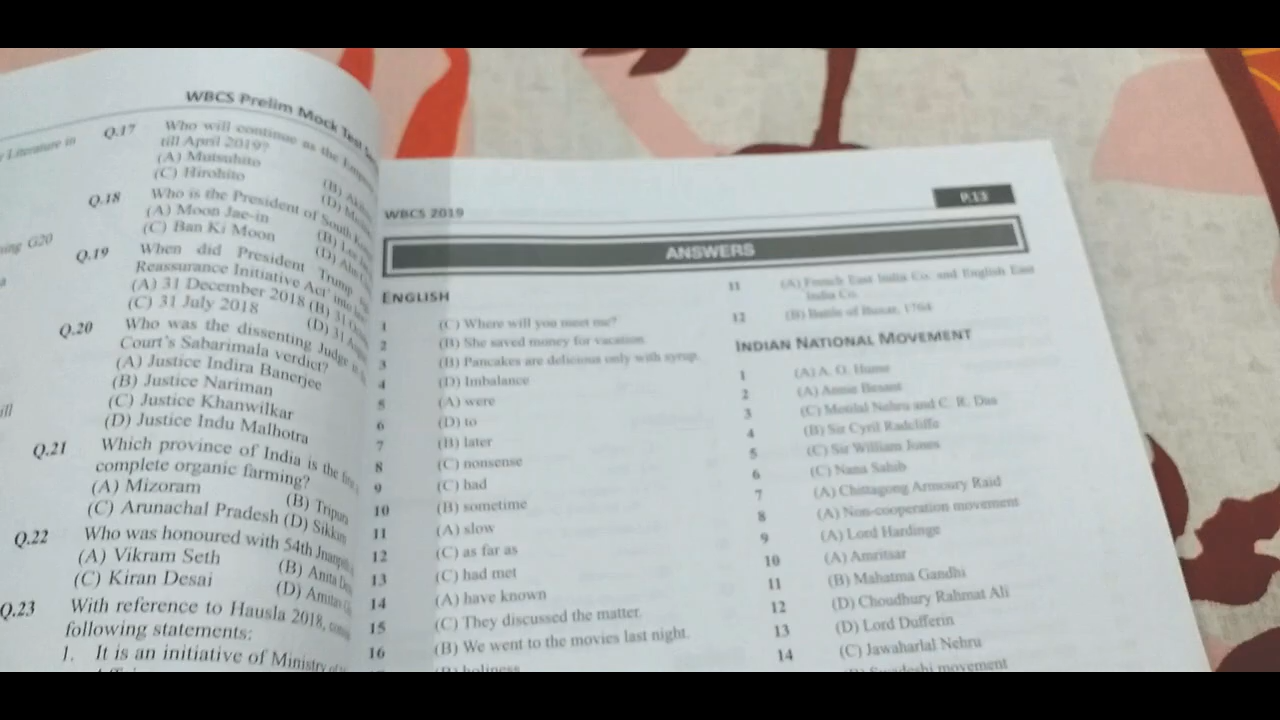 WBCS Prelim Mock Test
Literature in
Q.17 Who will continue as the
till April 2019?
(A) Mutsuhito
(C) Hirohito
Q.18 Who is the President of South
(A) Moon Jae-in
(C) Ban Ki Moon
ing G20
Q.19 When did President Trump
Reassurance Initiative Act' into
(A) 31 December 2018 (B) 31
(C) 31 July 2018 (D) 31
Q.20 Who was the dissenting Judge
Court's Sabarimala verdict?
(A) Justice Indira Banerjee
(B) Justice Nariman
(C) Justice Khanwilkar
(D) Justice Indu Malhotra
Q.21 Which province of India is the
complete organic farming?
(A) Mizoram (B)
(C) Arunachal Pradesh (D) Sikkim
Q.22 Who was honoured with 54th
(A) Vikram Seth (B) Anita
(C) Kiran Desai (D) Amitav
Q.23 With reference to Hausla 2018,
following statements:
1. It is an initiative of Ministry
WBCS 2019 P.13
ANSWERS
ENGLISH
1 (C) Where will you meet me?
2 (B) She saved money for vacation.
3 (B) Pancakes are delicious only with syrup.
4 (D) Imbalance
5 (A) were
6 (D) to
7 (B) later
8 (C) nonsense
9 (C) had
10 (B) sometime
11 (A) slow
12 (C) as far as
13 (C) had met
14 (A) have known
15 (C) They discussed the matter.
16 (B) We went to the movies last night.
holiness
11 (A) French East India Co. and English East
India Co.
12 (B) Battle of Buxar, 1764
INDIAN NATIONAL MOVEMENT
1 (A) A. O. Hume
2 (A) Annie Besant
3 (C) Motilal Nehru and C. R. Das
4 (B) Sir Cyril Radcliffe
5 (C) Sir William Jones
6 (C) Nana Sahib
7 (A) Chittagong Armoury Raid
8 (A) Non-cooperation movement
9 (A) Lord Hardinge
10 (A) Amritsar
11 (B) Mahatma Gandhi
12 (D) Choudhury Rahmat Ali
13 (D) Lord Dufferin
14 (C) Jawaharlal Nehru
Swadeshi movement